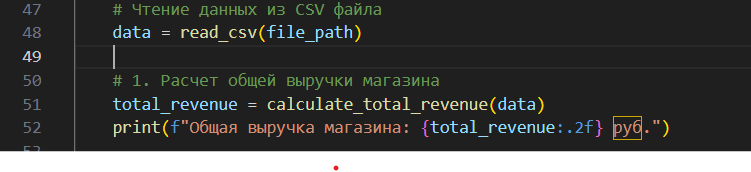 47 # Чтение данных из CSV файла
48 data = read_csv(file_path)
49
50 # 1. Расчет общей выручки магазина
51 total_revenue = calculate_total_revenue(data)
52 print(f"Общая выручка магазина: {total_revenue:.2f} руб.")